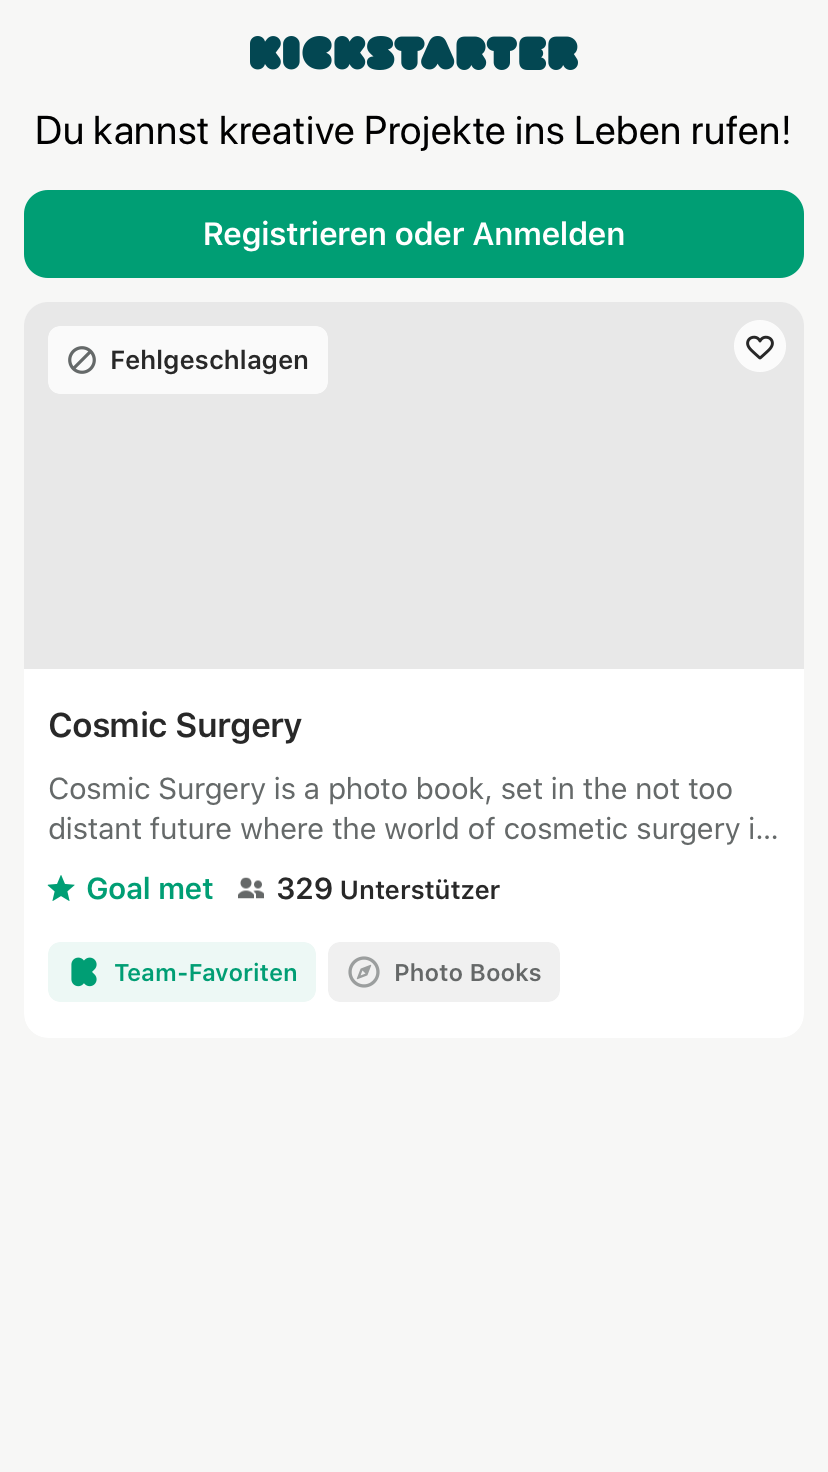 KICKSTARTER
Du kannst kreative Projekte ins Leben rufen!
Registrieren oder Anmelden
Fehlgeschlagen
Cosmic Surgery
Cosmic Surgery is a photo book, set in the not too
distant future where the world of cosmetic surgery i...
Goal met 329 Unterstützer
Team-Favoriten Photo Books